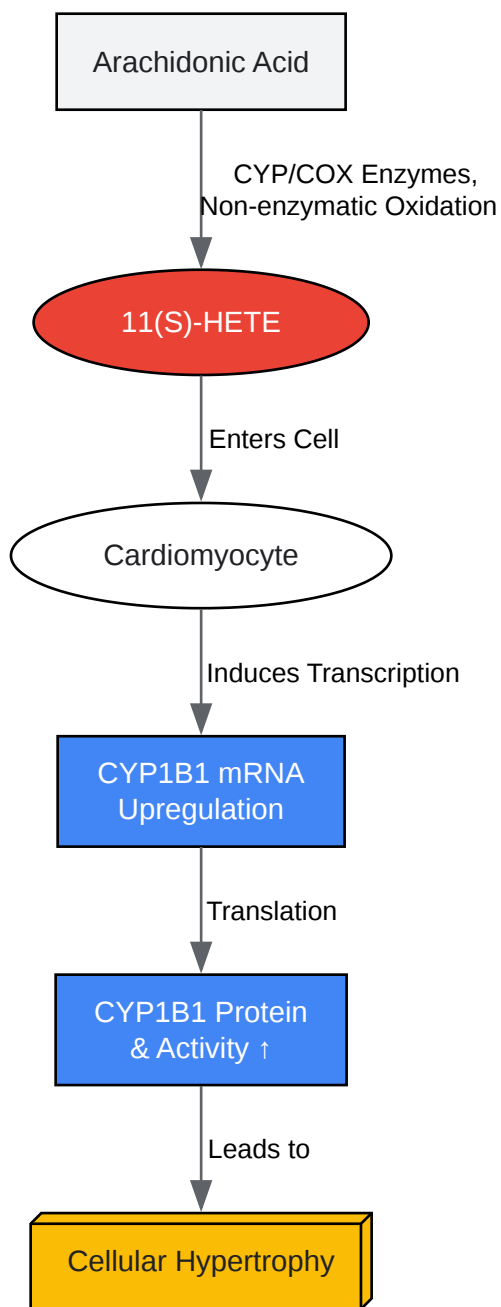 Arachidonic Acid
CYP/COX Enzymes,
Non-enzymatic Oxidation
11(S)-HETE
Enters Cell
Cardiomyocyte
Induces Transcription
CYP1B1 mRNA
Upregulation
Translation
CYP1B1 Protein
& Activity ↑
Leads to
Cellular Hypertrophy